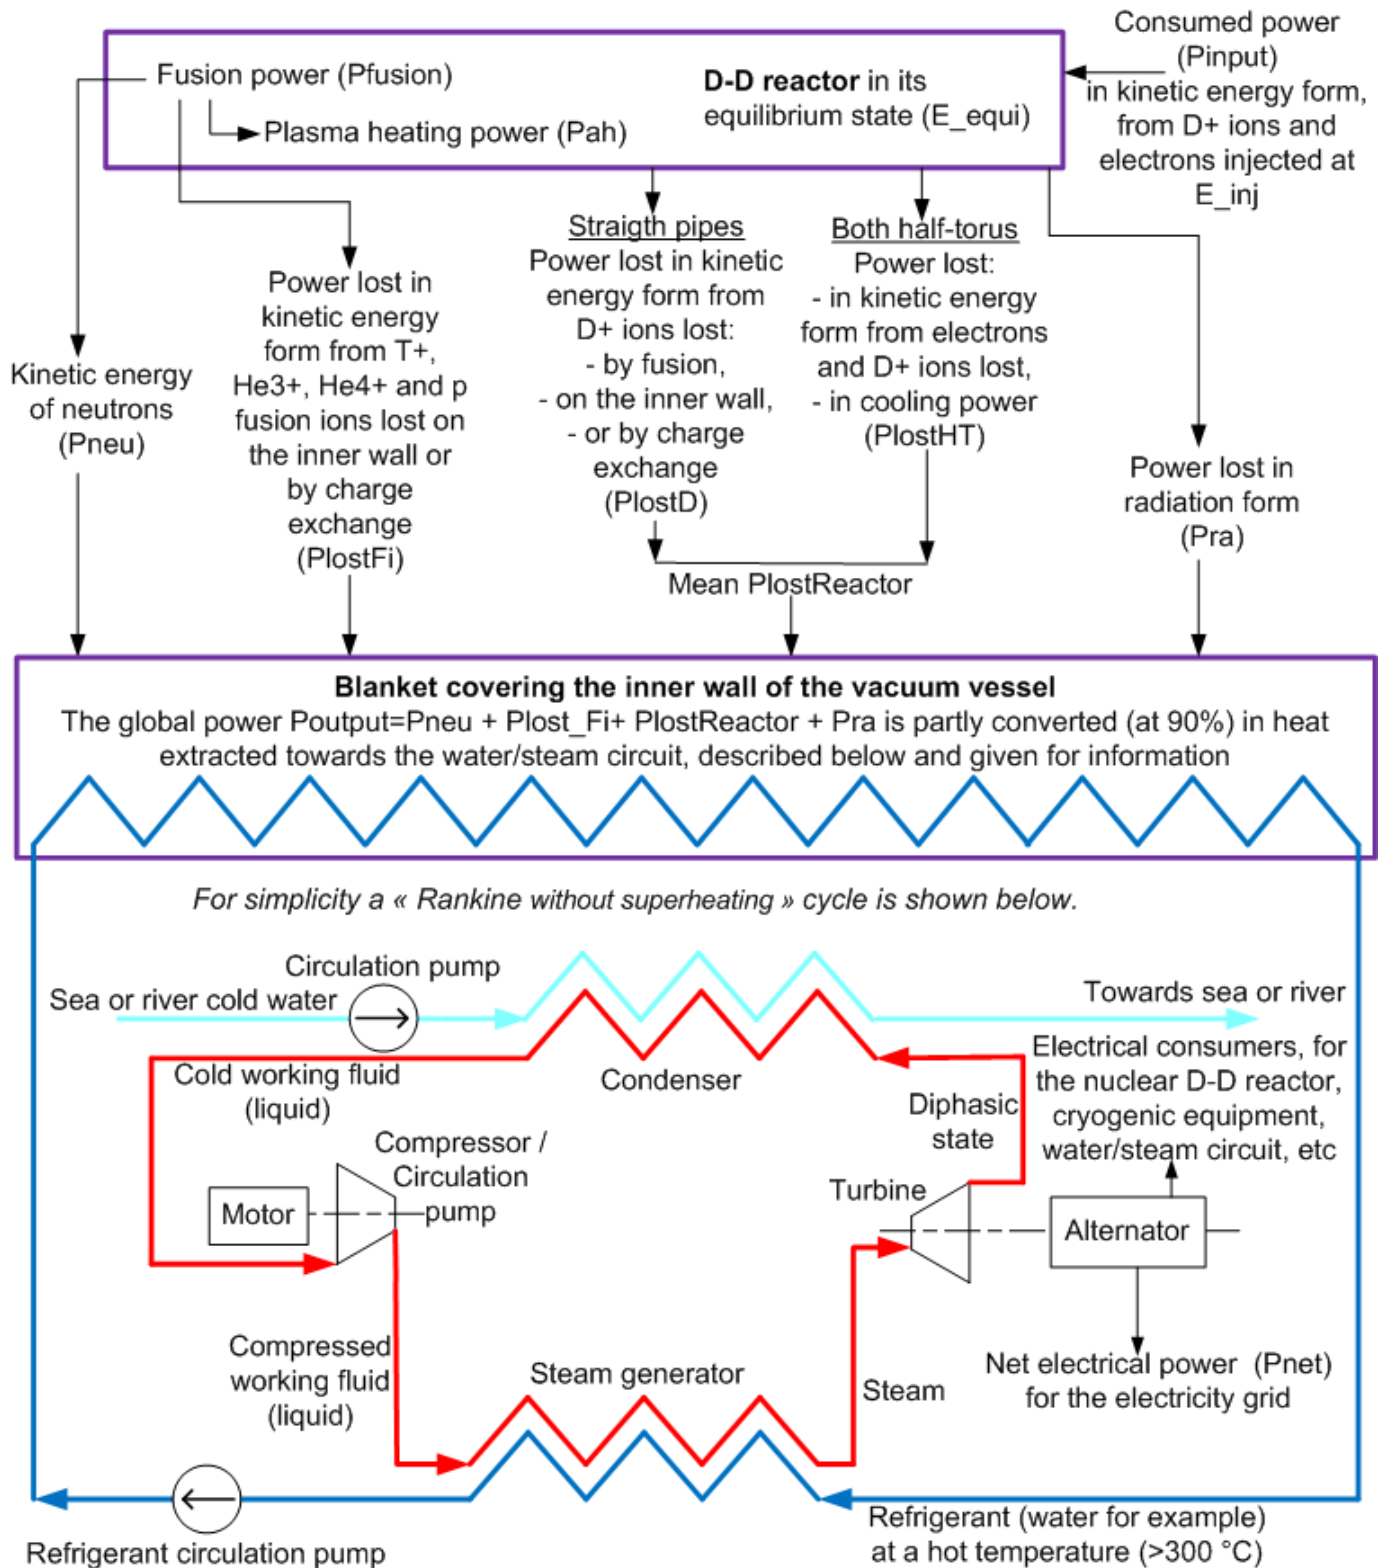 Consumed power
(Pinput)
in kinetic energy form,
from D+ ions and
electrons injected at
E_inj
Fusion power (Pfusion)
Plasma heating power (Pah)
D-D reactor in its
equilibrium state (E_equi)
Kinetic energy
of neutrons
(Pneu)
Power lost in
kinetic energy
form from T+,
He3+, He4+ and p
fusion ions lost on
the inner wall or
by charge
exchange
(PlostFi)
Straigth pipes
Power lost in kinetic
energy form from
D+ ions lost:
- by fusion,
- on the inner wall,
- or by charge
exchange
(PlostD)
Both half-torus
Power lost:
- in kinetic energy
form from electrons
and D+ ions lost,
- in cooling power
(PlostHT)
Power lost in
radiation form
(Pra)
Mean PlostReactor
Blanket covering the inner wall of the vacuum vessel
The global power Poutput=Pneu + Plost_Fi+ PlostReactor + Pra is partly converted (at 90%) in heat
extracted towards the water/steam circuit, described below and given for information
For simplicity a « Rankine without superheating » cycle is shown below.
Circulation pump
Sea or river cold water
Towards sea or river
Cold working fluid
(liquid)
Condenser
Diphasic
state
Electrical consumers, for
the nuclear D-D reactor,
cryogenic equipment,
water/steam circuit, etc
Motor
Compressor /
Circulation
pump
Turbine
Alternator
Compressed
working fluid
(liquid)
Steam generator
Steam
Net electrical power (Pnet)
for the electricity grid
Refrigerant circulation pump
Refrigerant (water for example)
at a hot temperature (>300 °C)